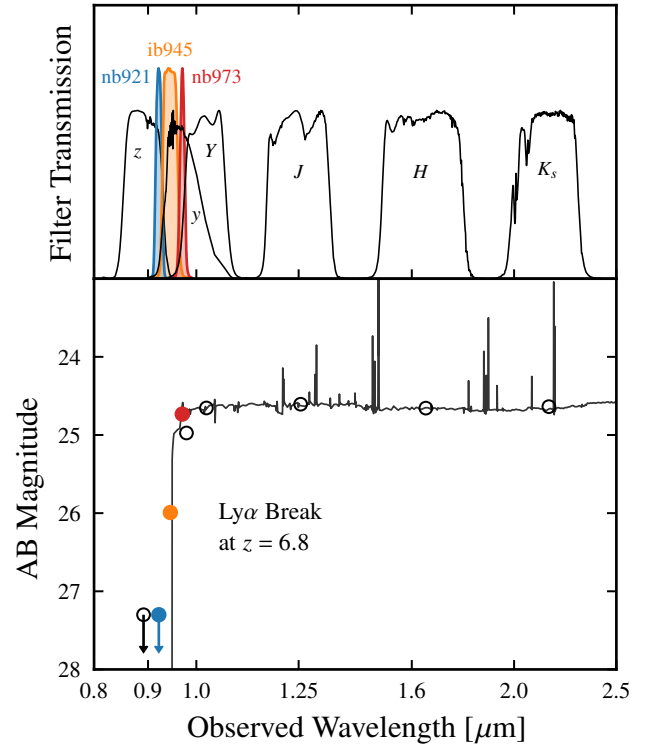 ib945
nb921
nb973
Filter Transmission
z
Y
J
H
Ks
y
AB Magnitude
24
25
26
27
28
Lyα Break
at z = 6.8
0.8
0.9
1.0
1.25
1.6
2.0
2.5
Observed Wavelength [μm]